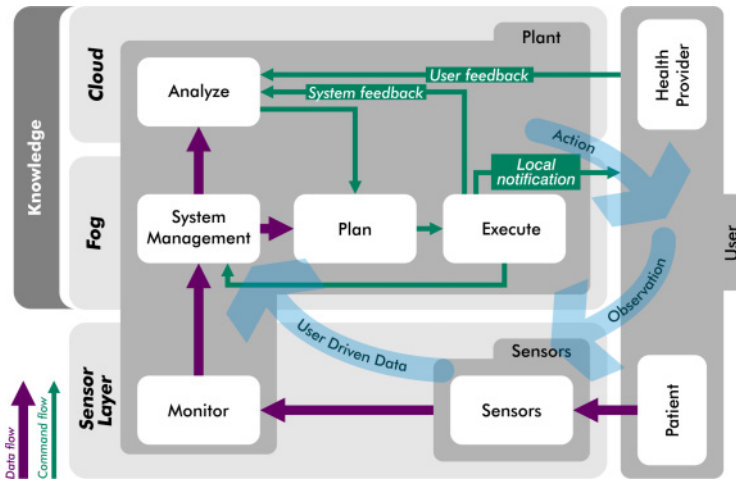 Plant
Cloud
Analyze
User feedback
System feedback
Health
Provider
Knowledge
Action
Local
notification
Fog
System
Management
Plan
Execute
User
Observation
User Driven Data
Sensors
Sensor
Layer
Monitor
Sensors
Patient
Data flow
Command flow